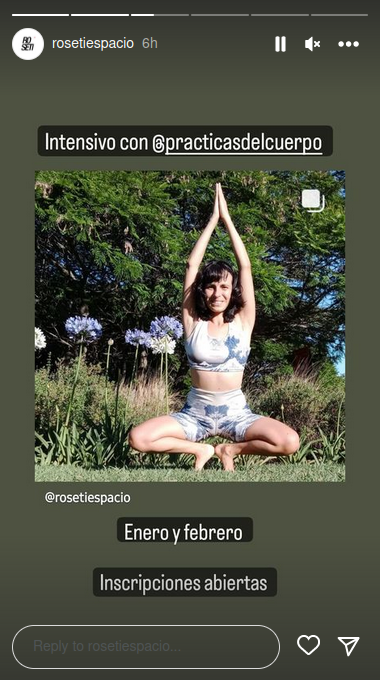 RO
SETI
rosetiespacio 6h
Intensivo con @practicasdelcuerpo
@rosetiespacio
Enero y febrero
Inscripciones abiertas
Reply to rosetiespacio...